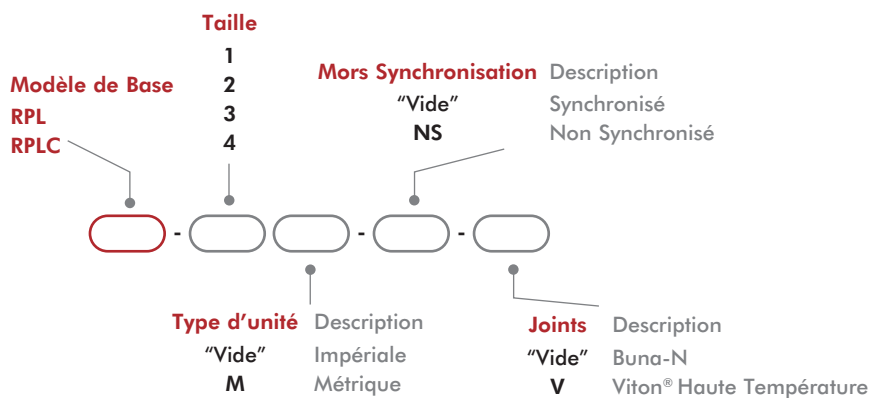 Taille
1
2
3
4
Modèle de Base
RPL
RPLC
Mors Synchronisation Description
“Vide” Synchronisé
NS Non Synchronisé
- - -
Type d’unité Description
“Vide” Impériale
M Métrique
Joints Description
“Vide” Buna-N
V Viton® Haute Température